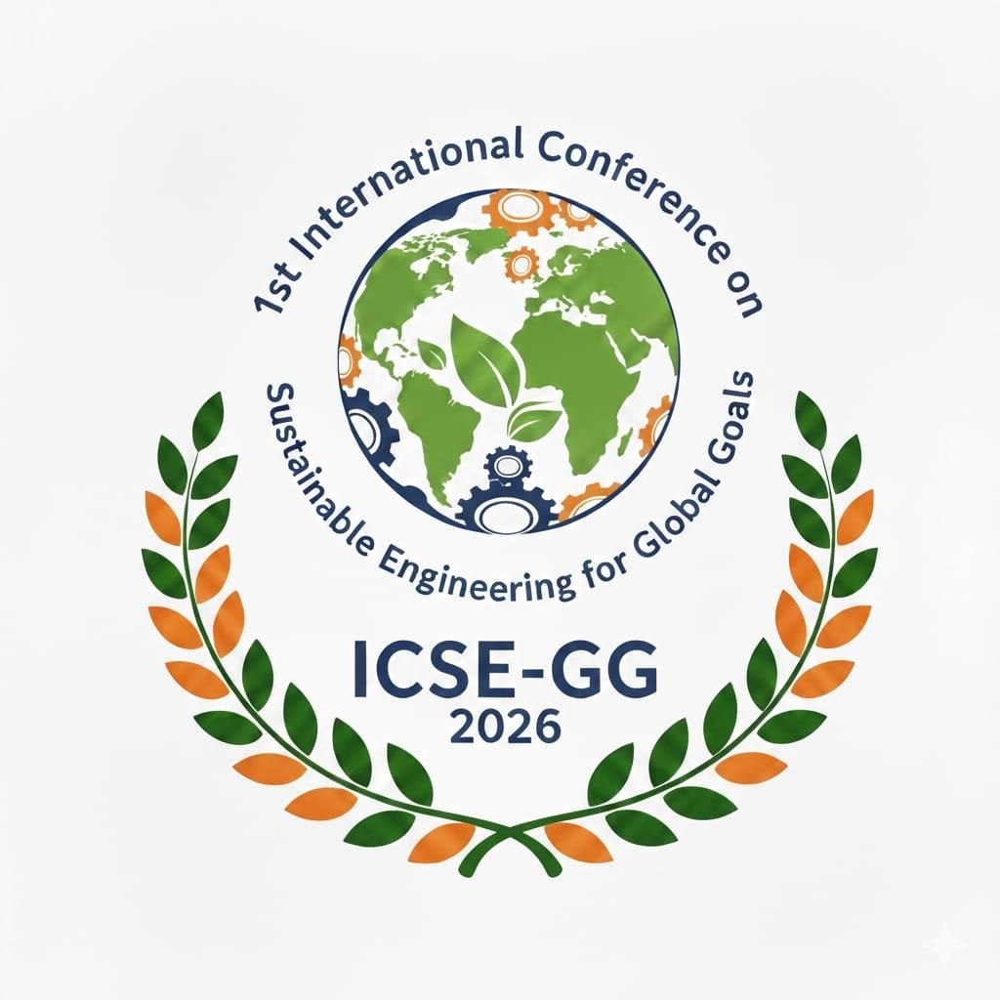 1st International Conference on
Sustainable Engineering for Global Goals
ICSE-GG
2026